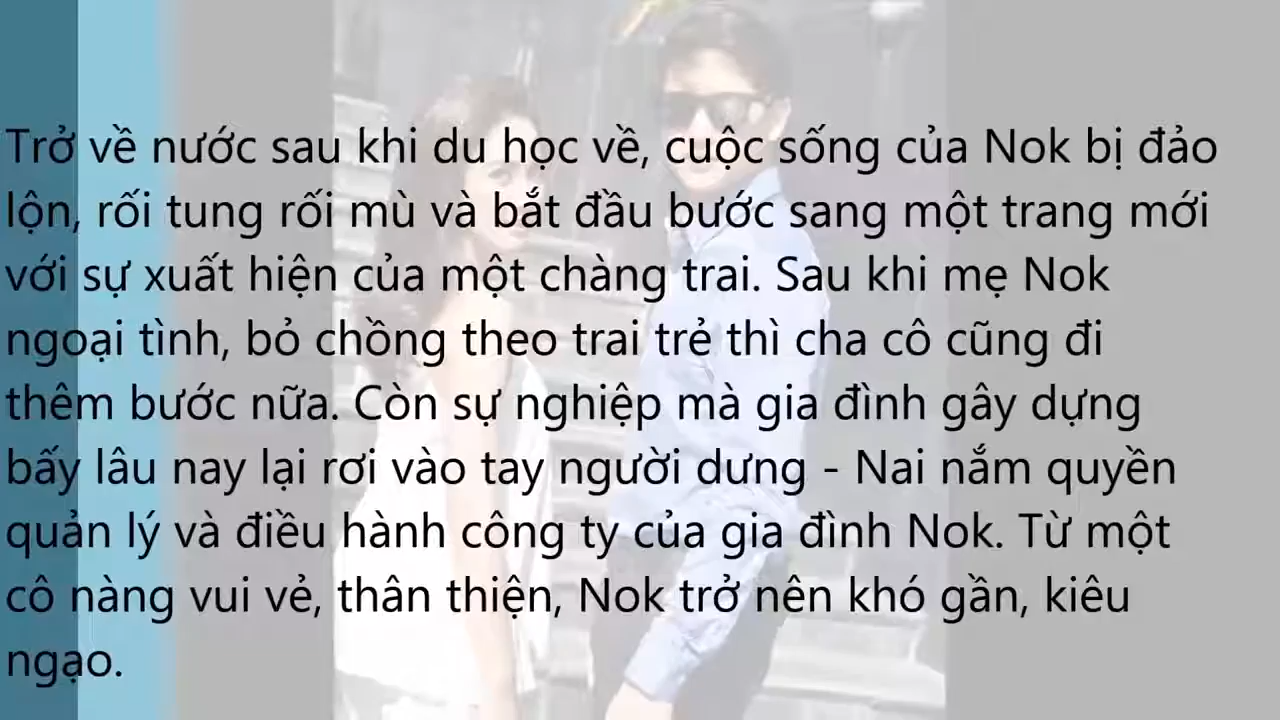 Trở về nước sau khi du học về, cuộc sống của Nok bị đảo
lộn, rối tung rối mù và bắt đầu bước sang một trang mới
với sự xuất hiện của một chàng trai. Sau khi mẹ Nok
ngoại tình, bỏ chồng theo trai trẻ thì cha cô cũng đi
thêm bước nữa. Còn sự nghiệp mà gia đình gây dựng
bấy lâu nay lại rơi vào tay người dưng - Nai nắm quyền
quản lý và điều hành công ty của gia đình Nok. Từ một
cô nàng vui vẻ, thân thiện, Nok trở nên khó gần, kiêu
ngạo.